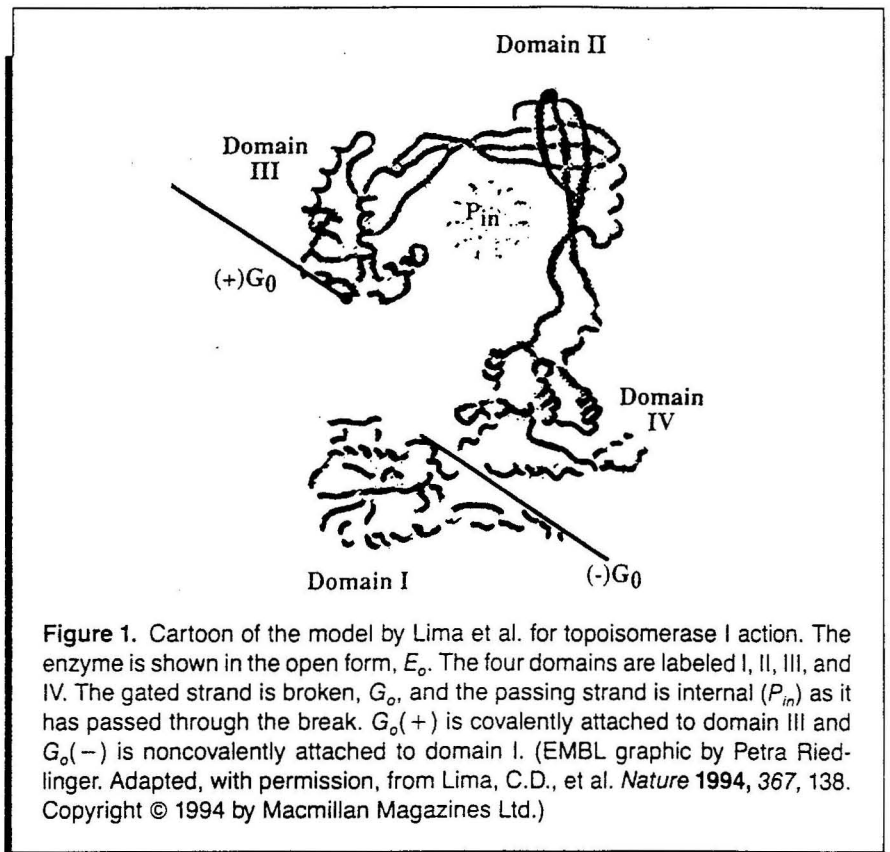 Domain II
Domain
III
Pin
(+)G0
Domain
IV
Domain I
(-)G0
Figure 1. Cartoon of the model by Lima et al. for topoisomerase I action. The
enzyme is shown in the open form, Eo. The four domains are labeled I, II, III, and
IV. The gated strand is broken, Go, and the passing strand is internal (Pin) as it
has passed through the break. Go(+) is covalently attached to domain III and
Go(−) is noncovalently attached to domain I. (EMBL graphic by Petra Ried-
linger. Adapted, with permission, from Lima, C.D., et al. Nature 1994, 367, 138.
Copyright © 1994 by Macmillan Magazines Ltd.)